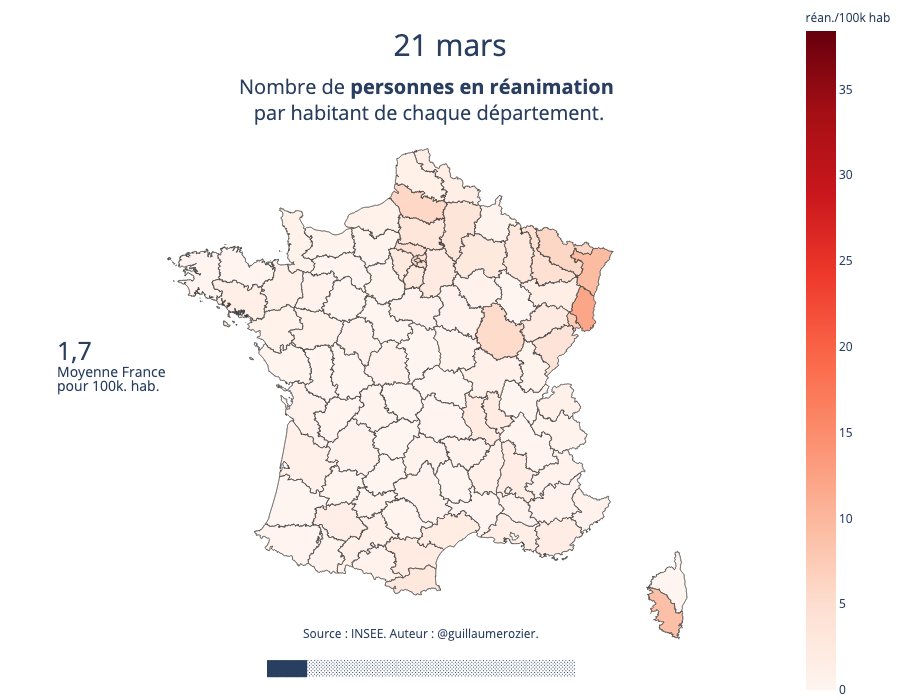 réan./100k hab
21 mars
Nombre de personnes en réanimation
par habitant de chaque département.
35
30
25
20
15
10
5
0
1,7
Moyenne France
pour 100k. hab.
Source : INSEE. Auteur : @guillaumerozier.